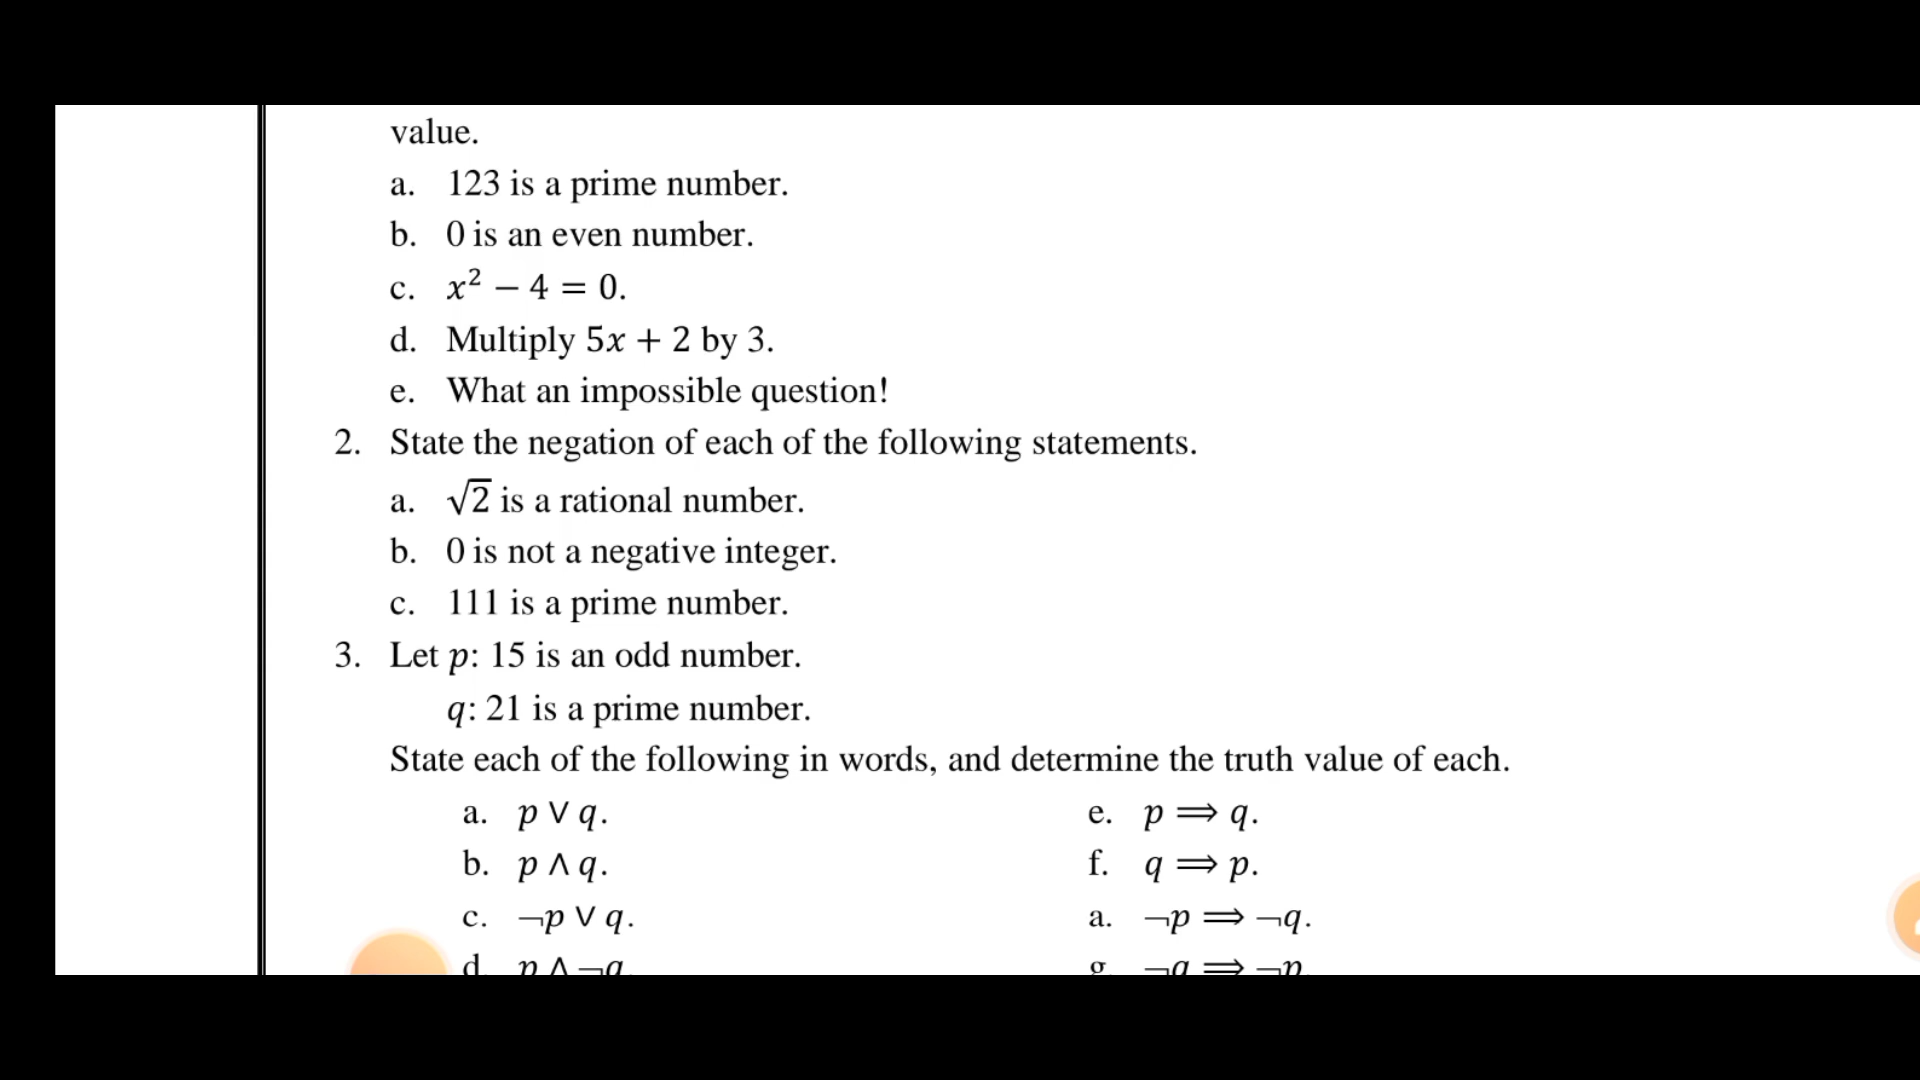 value.
a. 123 is a prime number.
b. 0 is an even number.
c. x² − 4 = 0.
d. Multiply 5x + 2 by 3.
e. What an impossible question!
2. State the negation of each of the following statements.
a. √2 is a rational number.
b. 0 is not a negative integer.
c. 111 is a prime number.
3. Let p: 15 is an odd number.
q: 21 is a prime number.
State each of the following in words, and determine the truth value of each.
a. p ∨ q.
b. p ∧ q.
c. ¬p ∨ q.
d. p ∧ ¬q.
e. p ⟹ q.
f. q ⟹ p.
a. ¬p ⟹ ¬q.
g. ¬q ⟹ ¬p.